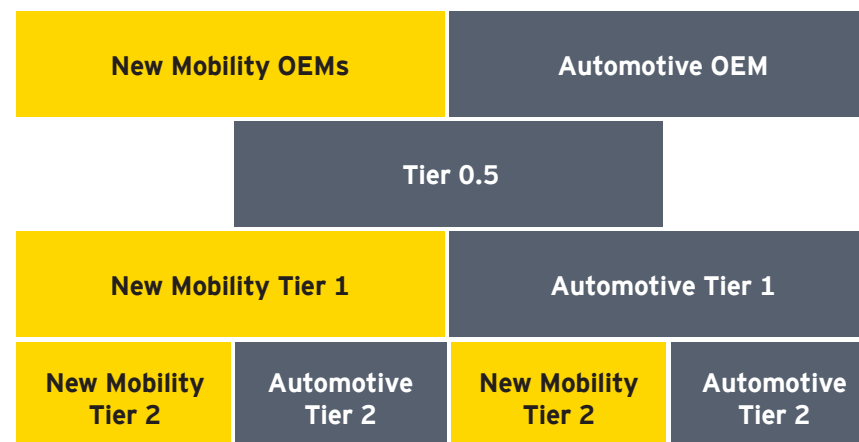 New Mobility OEMs
Automotive OEM
Tier 0.5
New Mobility Tier 1
Automotive Tier 1
New Mobility
Tier 2
Automotive
Tier 2
New Mobility
Tier 2
Automotive
Tier 2